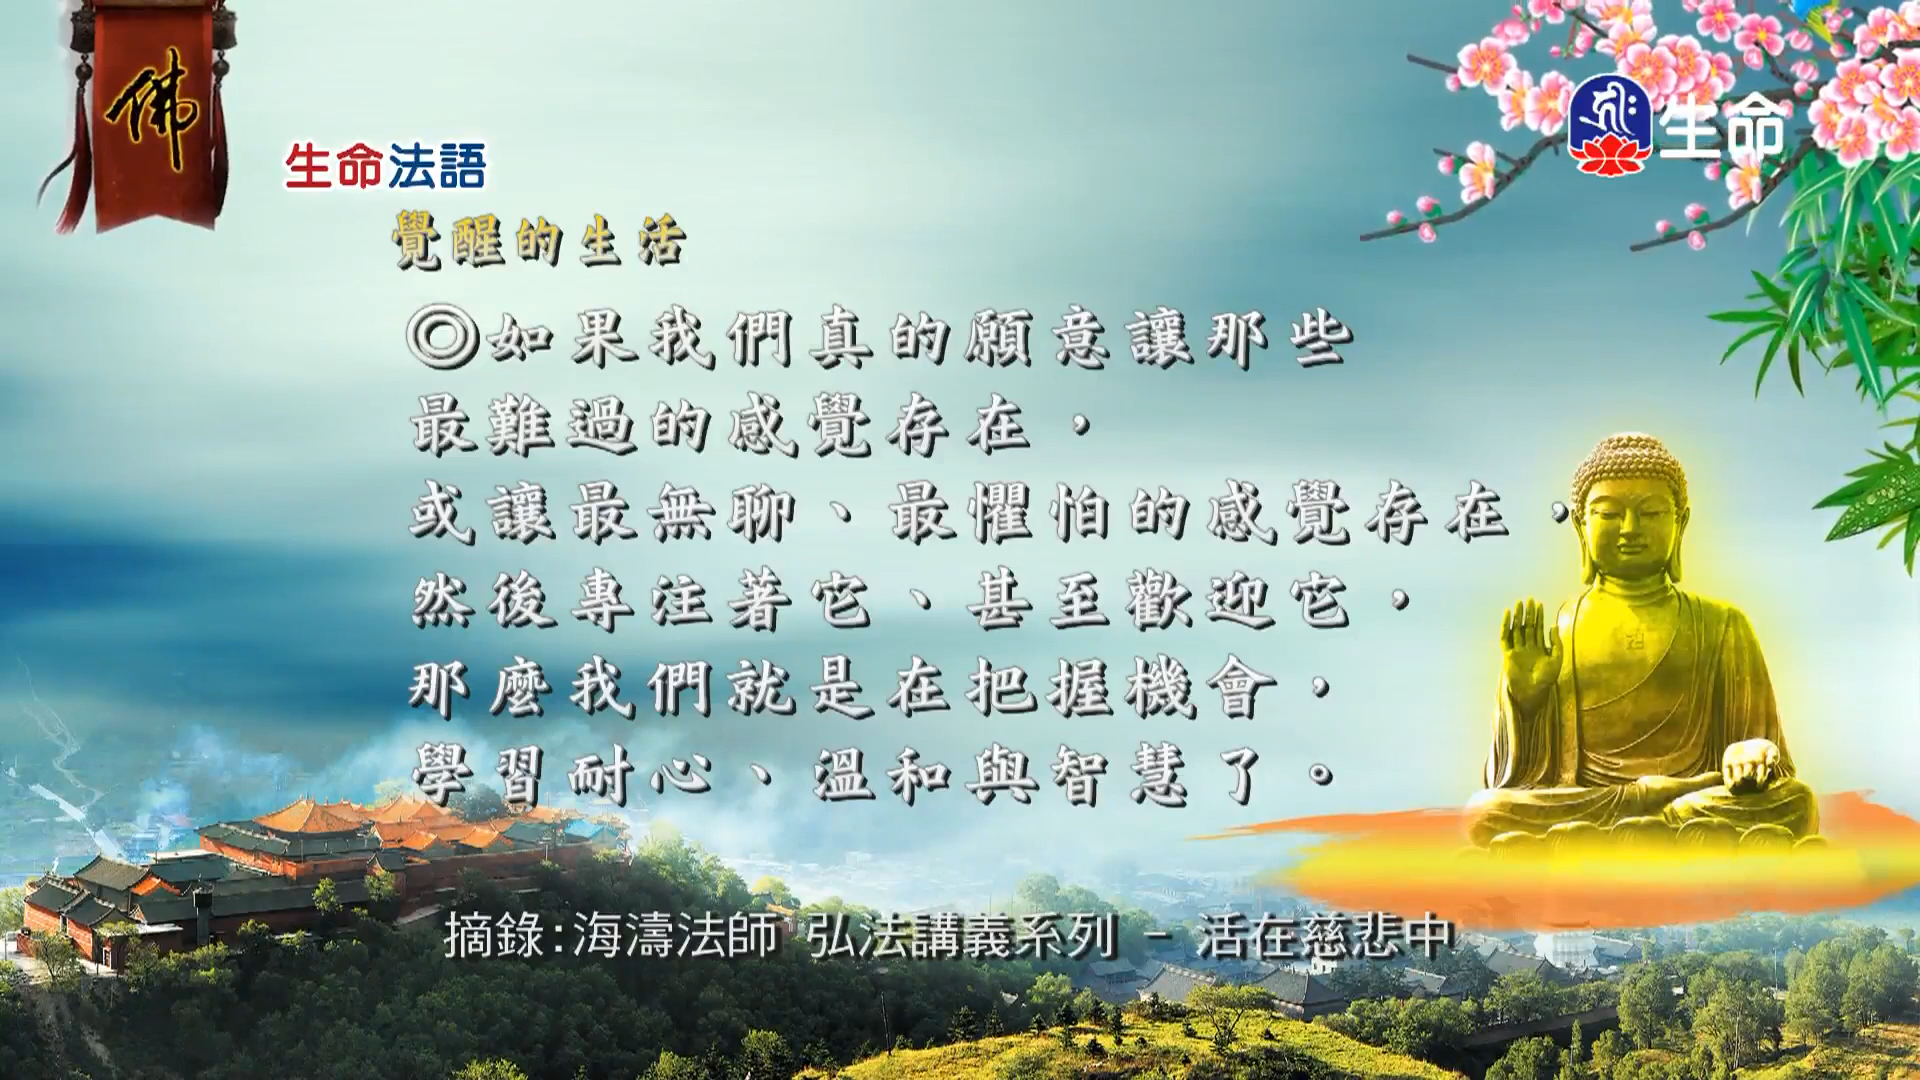 佛
生命
生命法語
覺醒的生活
◎如果我們真的願意讓那些
最難過的感覺存在，
或讓最無聊、最懼怕的感覺存在，
然後專注著它、甚至歡迎它，
那麼我們就是在把握機會，
學習耐心、溫和與智慧了。
摘錄:海濤法師 弘法講義系列 - 活在慈悲中